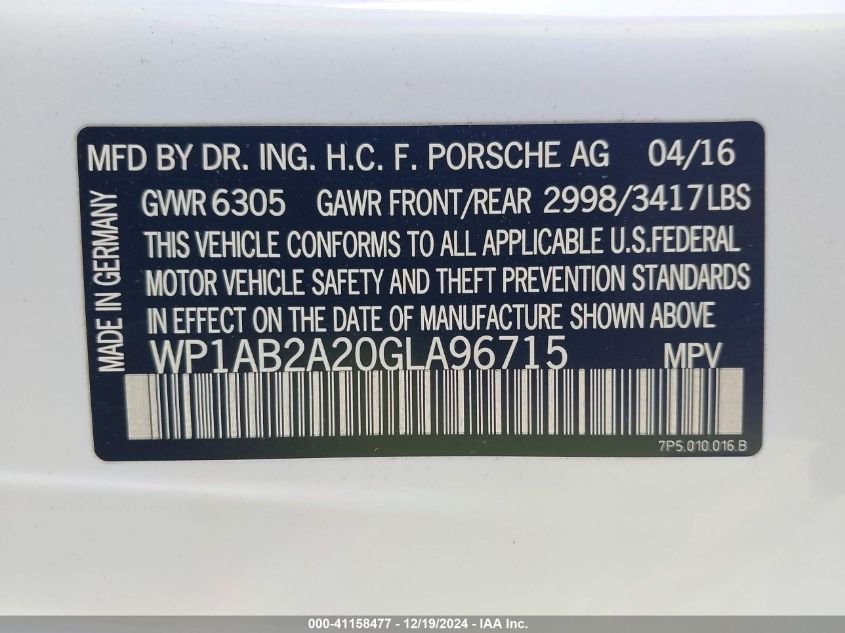 MFD BY DR. ING. H.C. F. PORSCHE AG 04/16
GVWR 6305 GAWR FRONT/REAR 2998/3417LBS
THIS VEHICLE CONFORMS TO ALL APPLICABLE U.S.FEDERAL
MOTOR VEHICLE SAFETY AND THEFT PREVENTION STANDARDS
IN EFFECT ON THE DATE OF MANUFACTURE SHOWN ABOVE
WP1AB2A20GLA96715 MPV
MADE IN GERMANY
7P5.010.016.B
000-41158477 - 12/19/2024 - IAA Inc.